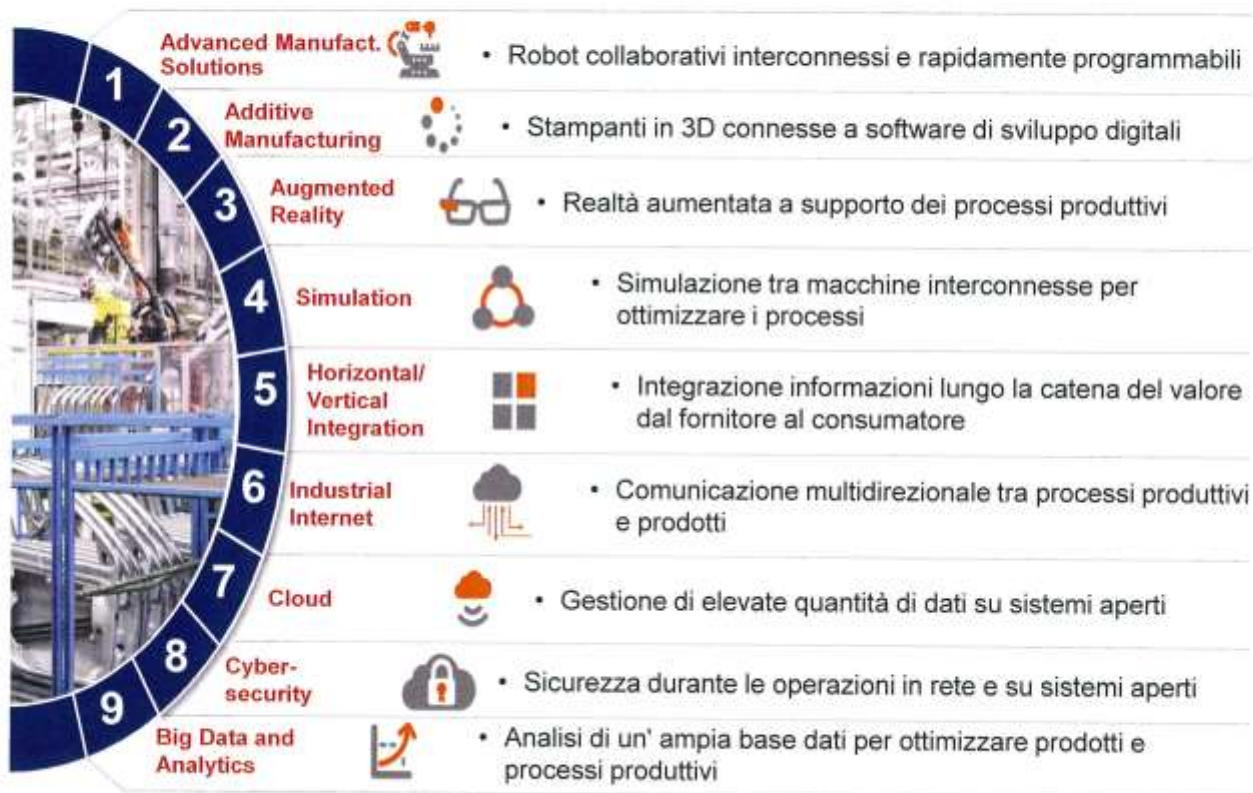 1
Advanced Manufact.
Solutions
• Robot collaborativi interconnessi e rapidamente programmabili
2
Additive
Manufacturing
• Stampanti in 3D connesse a software di sviluppo digitali
3
Augmented
Reality
• Realtà aumentata a supporto dei processi produttivi
4
Simulation
• Simulazione tra macchine interconnesse per
ottimizzare i processi
5
Horizontal/
Vertical
Integration
• Integrazione informazioni lungo la catena del valore
dal fornitore al consumatore
6
Industrial
Internet
• Comunicazione multidirezionale tra processi produttivi
e prodotti
7
Cloud
• Gestione di elevate quantità di dati su sistemi aperti
8
Cyber-
security
• Sicurezza durante le operazioni in rete e su sistemi aperti
9
Big Data and
Analytics
• Analisi di un' ampia base dati per ottimizzare prodotti e
processi produttivi